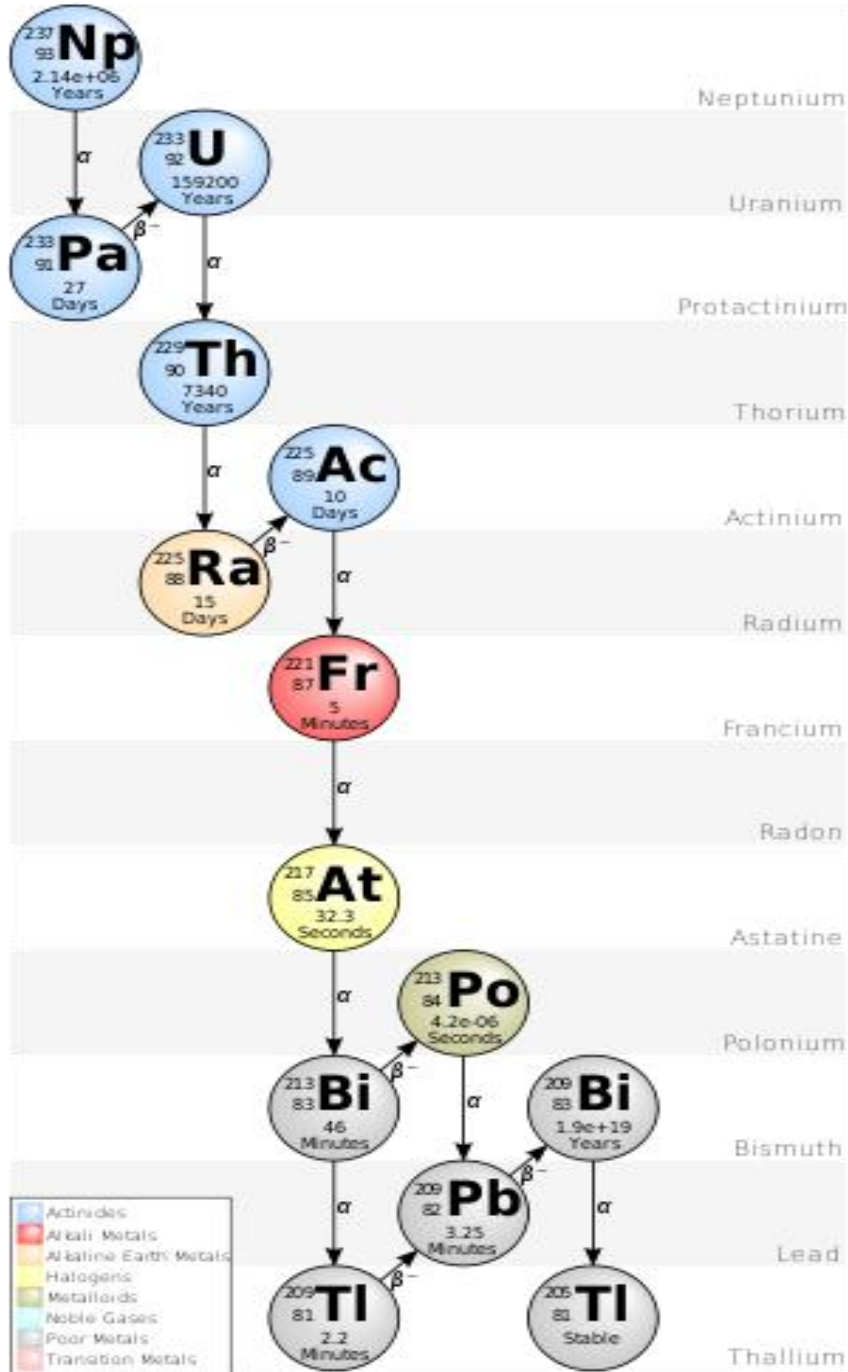 237
93 Np
2.14e+06
Years
Neptunium
α
233
92 U
159200
Years
Uranium
β⁻
233
91 Pa
27
Days
α
Protactinium
229
90 Th
7340
Years
Thorium
α
225
89 Ac
10
Days
Actinium
β⁻
225
88 Ra
15
Days
α
Radium
221
87 Fr
5
Minutes
Francium
α
Radon
217
85 At
32.3
Seconds
Astatine
α
213
84 Po
4.2e-06
Seconds
Polonium
β⁻
213
83 Bi
46
Minutes
α
209
83 Bi
1.9e+19
Years
Bismuth
β⁻
α
209
82 Pb
3.25
Minutes
α
Lead
β⁻
209
81 Tl
2.2
Minutes
205
81 Tl
Stable
Thallium
Actinides
Alkali Metals
Alkaline Earth Metals
Halogens
Metalloids
Noble Gases
Poor Metals
Transition Metals